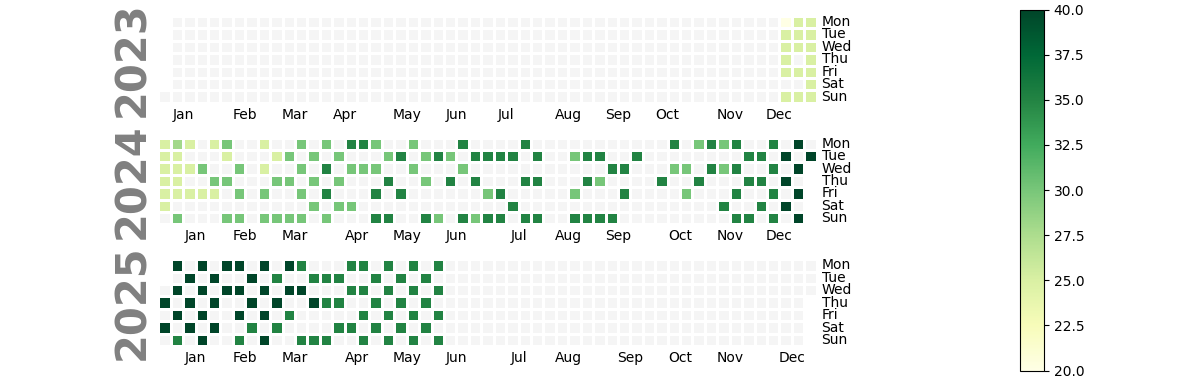 2023
Mon
Tue
Wed
Thu
Fri
Sat
Sun
Jan Feb Mar Apr May Jun Jul Aug Sep Oct Nov Dec
2024
Mon
Tue
Wed
Thu
Fri
Sat
Sun
Jan Feb Mar Apr May Jun Jul Aug Sep Oct Nov Dec
2025
Mon
Tue
Wed
Thu
Fri
Sat
Sun
Jan Feb Mar Apr May Jun Jul Aug Sep Oct Nov Dec
40.0
37.5
35.0
32.5
30.0
27.5
25.0
22.5
20.0